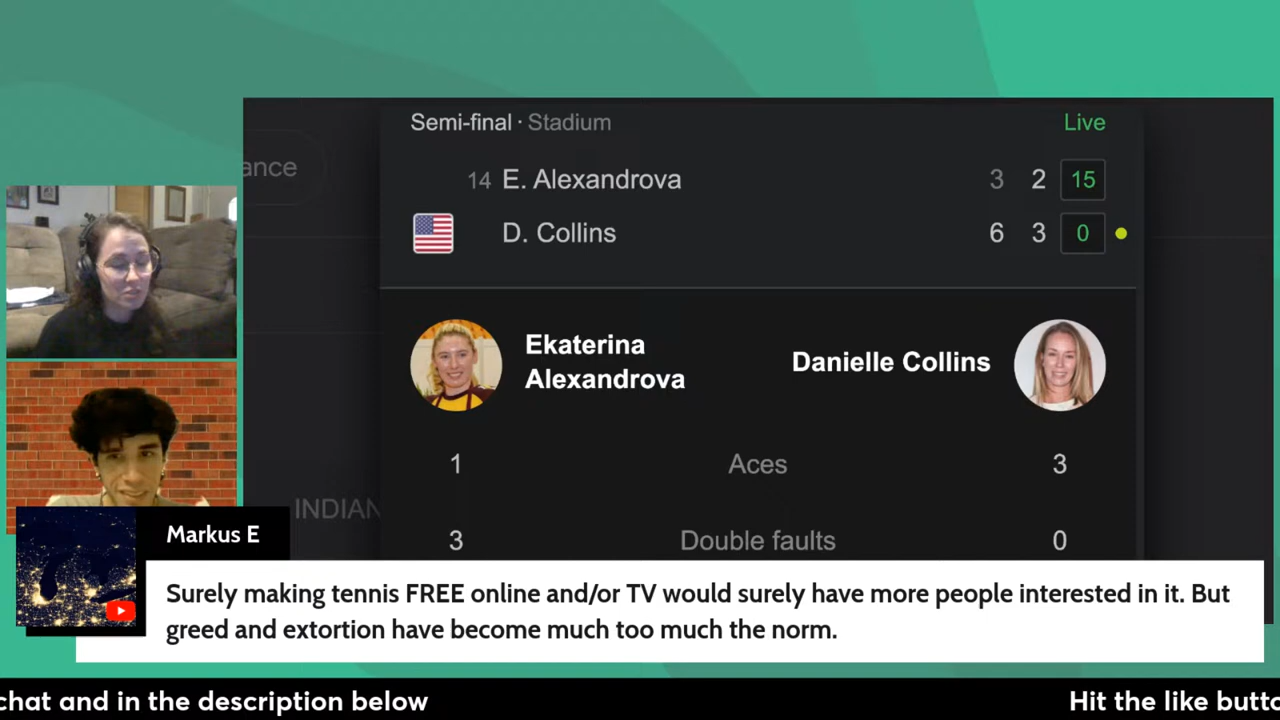 Semi-final · Stadium
Live
ance
14 E. Alexandrova 3 2 15
D. Collins 6 3 0
Ekaterina
Alexandrova
Danielle Collins
1 Aces 3
INDIAN
3 Double faults 0
Markus E
Surely making tennis FREE online and/or TV would surely have more people interested in it. But
greed and extortion have become much too much the norm.
chat and in the description below
Hit the like butto